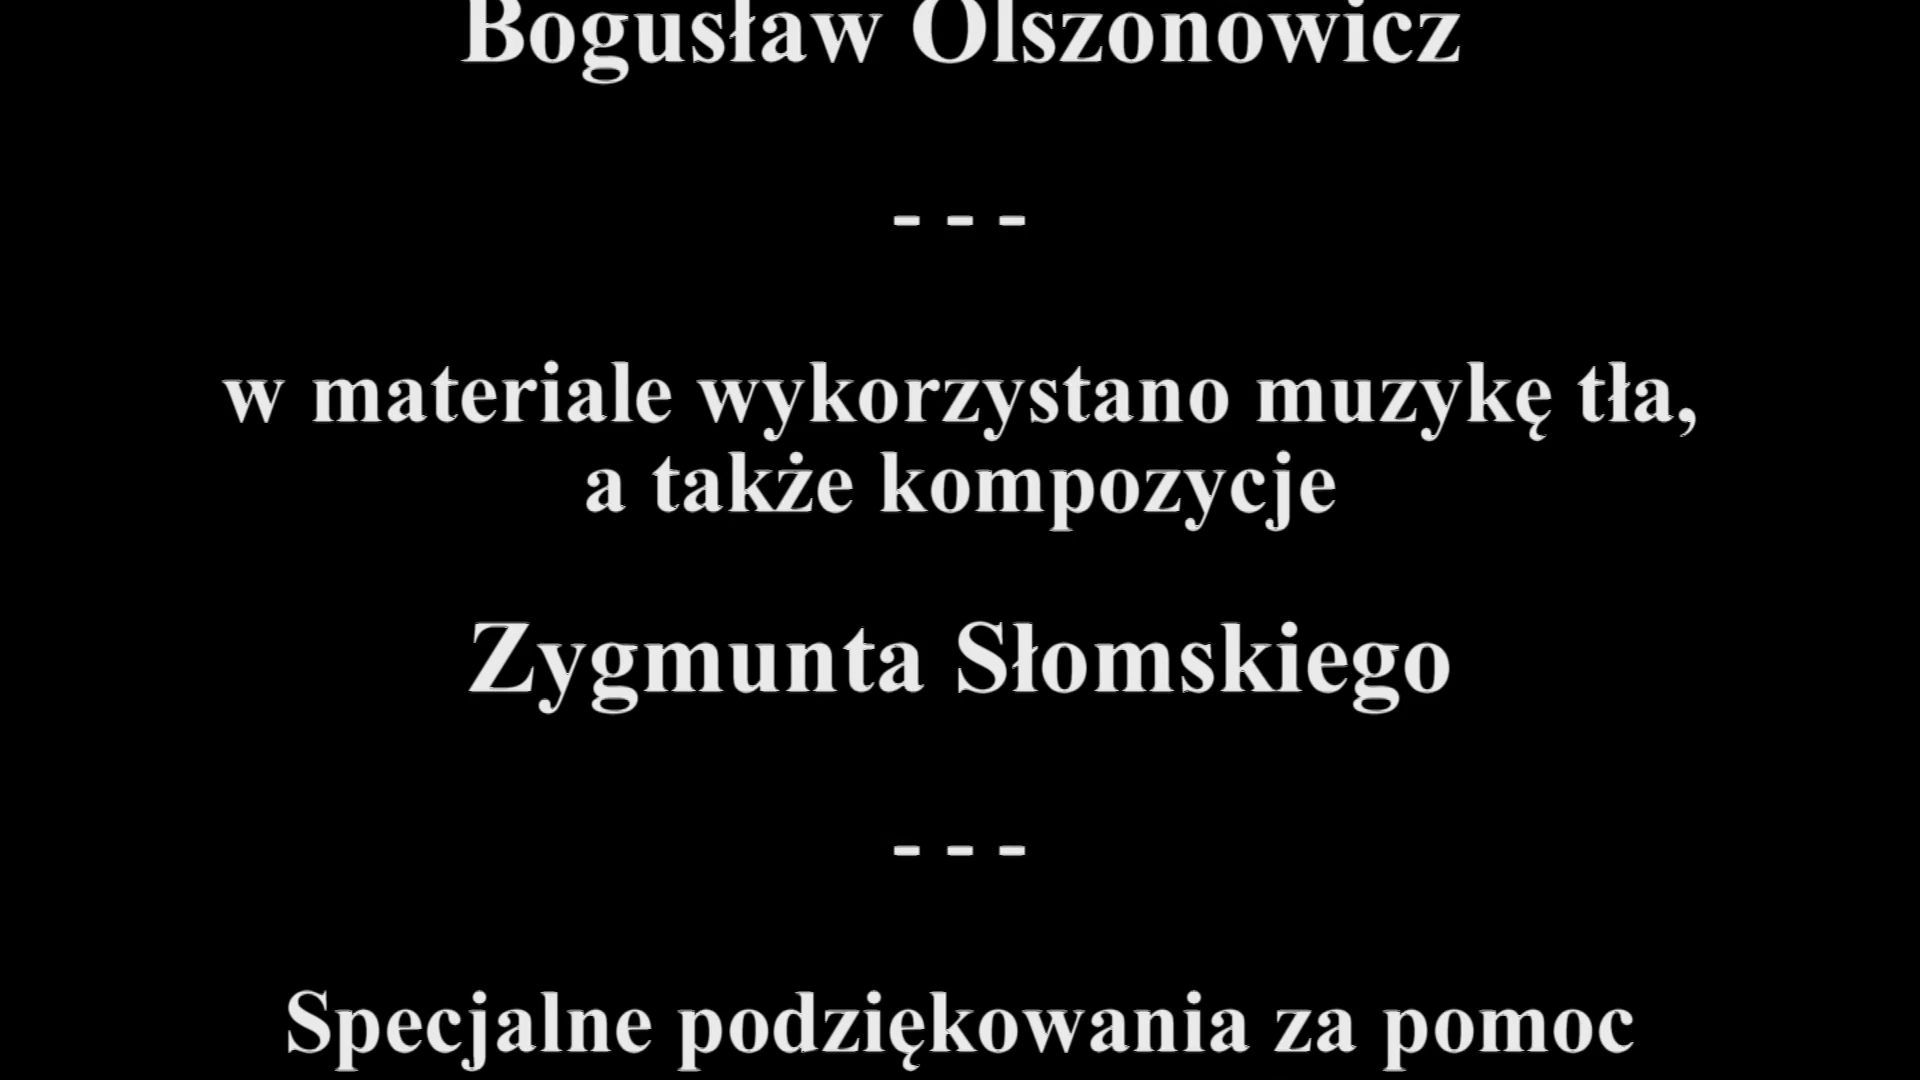 Bogusław Olszonowicz
- - -
w materiale wykorzystano muzykę tła,
a także kompozycje
Zygmunta Słomskiego
- - -
Specjalne podziękowania za pomoc